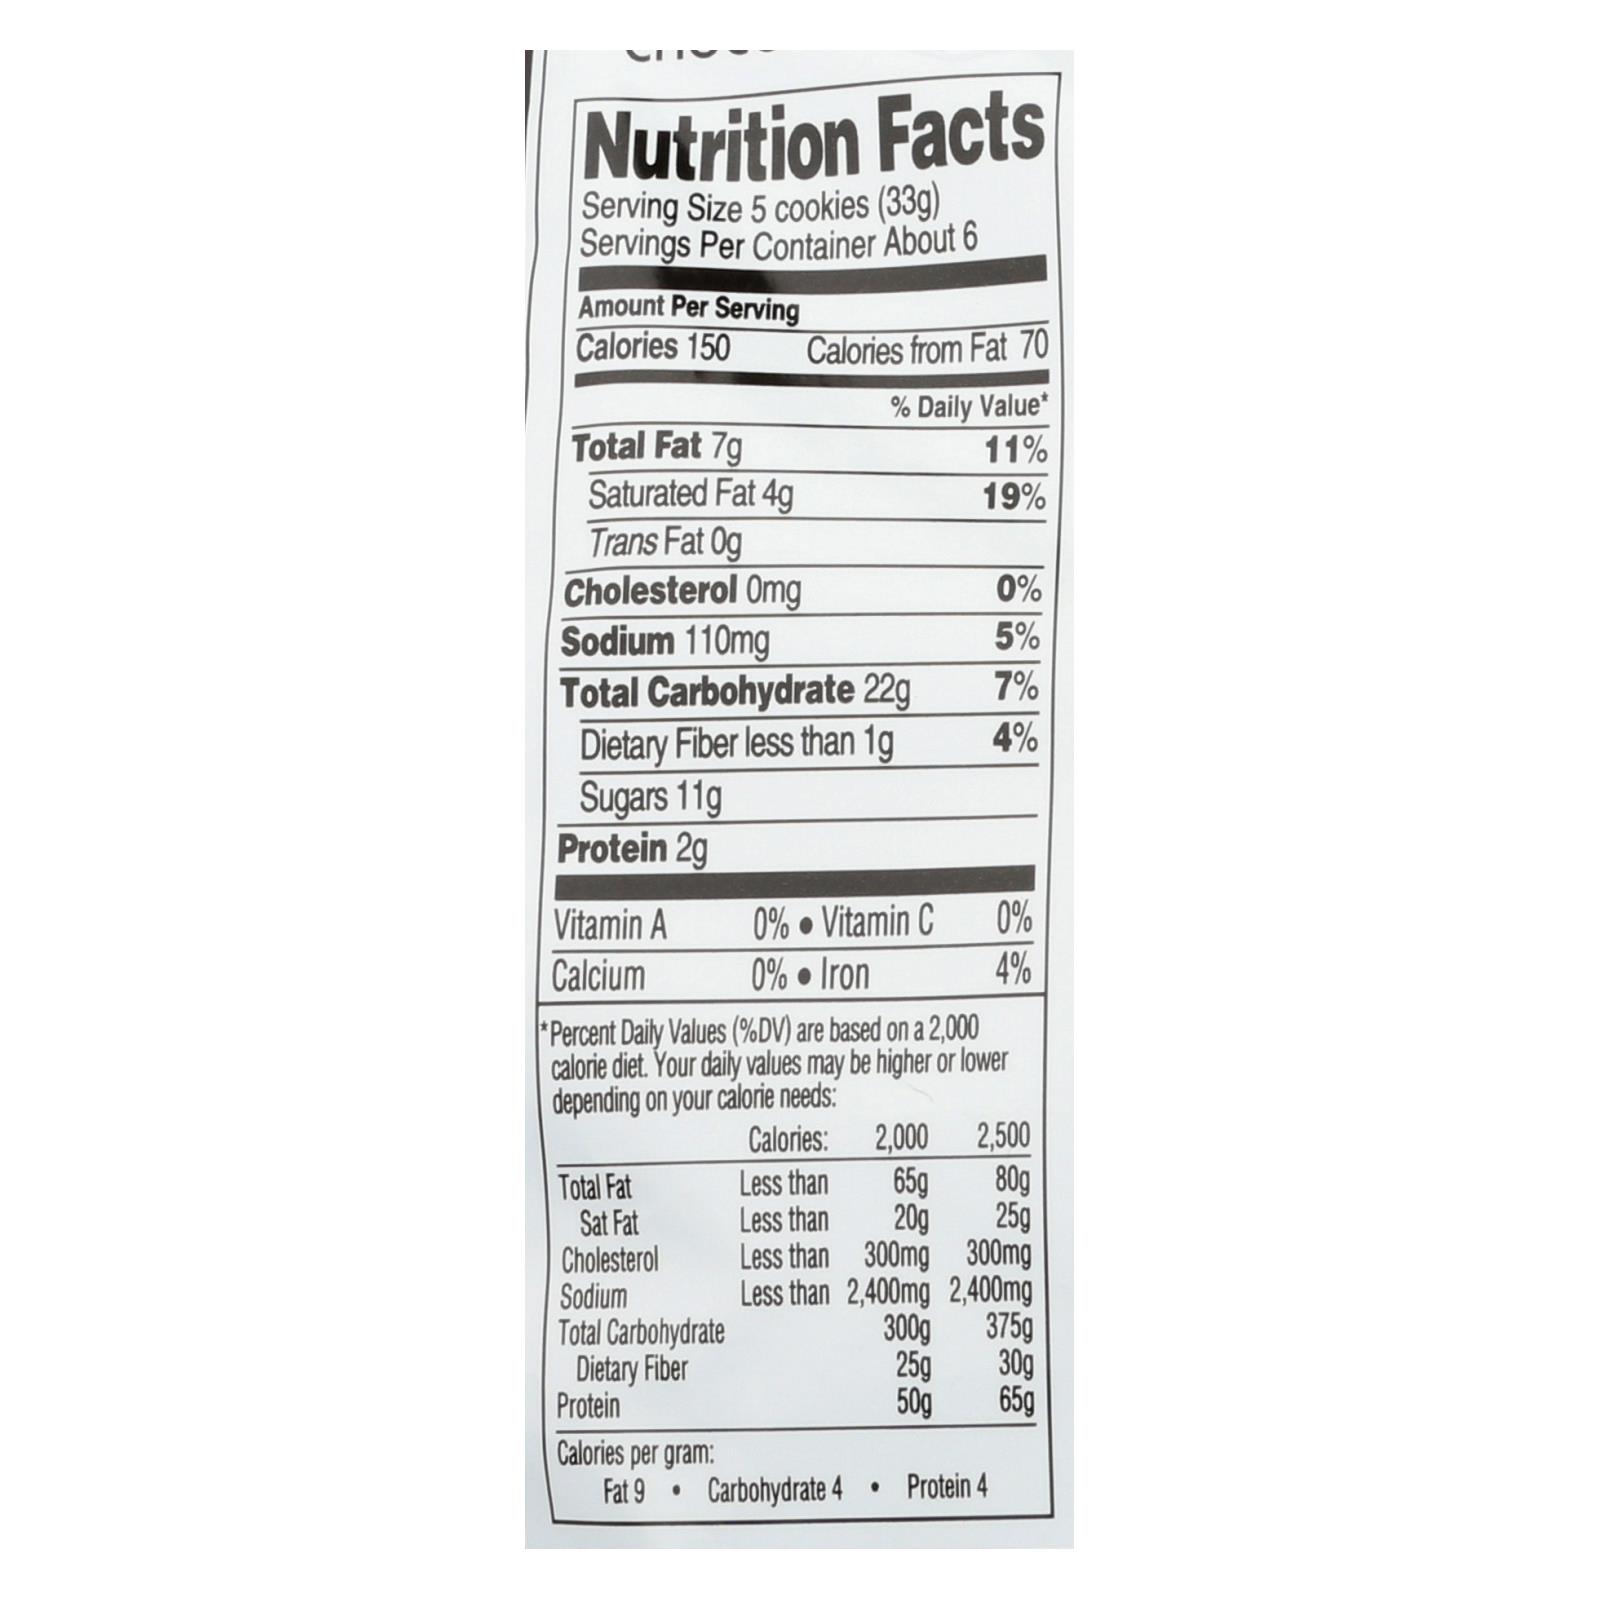 Nutrition Facts
Serving Size 5 cookies (33g)
Servings Per Container About 6
Amount Per Serving
Calories 150 Calories from Fat 70
% Daily Value*
Total Fat 7g 11%
Saturated Fat 4g 19%
Trans Fat 0g
Cholesterol 0mg 0%
Sodium 110mg 5%
Total Carbohydrate 22g 7%
Dietary Fiber less than 1g 4%
Sugars 11g
Protein 2g
Vitamin A 0% • Vitamin C 0%
Calcium 0% • Iron 4%
*Percent Daily Values (%DV) are based on a 2,000
calorie diet. Your daily values may be higher or lower
depending on your calorie needs:
Calories: 2,000 2,500
Total Fat Less than 65g 80g
Sat Fat Less than 20g 25g
Cholesterol Less than 300mg 300mg
Sodium Less than 2,400mg 2,400mg
Total Carbohydrate 300g 375g
Dietary Fiber 25g 30g
Protein 50g 65g
Calories per gram:
Fat 9 • Carbohydrate 4 • Protein 4